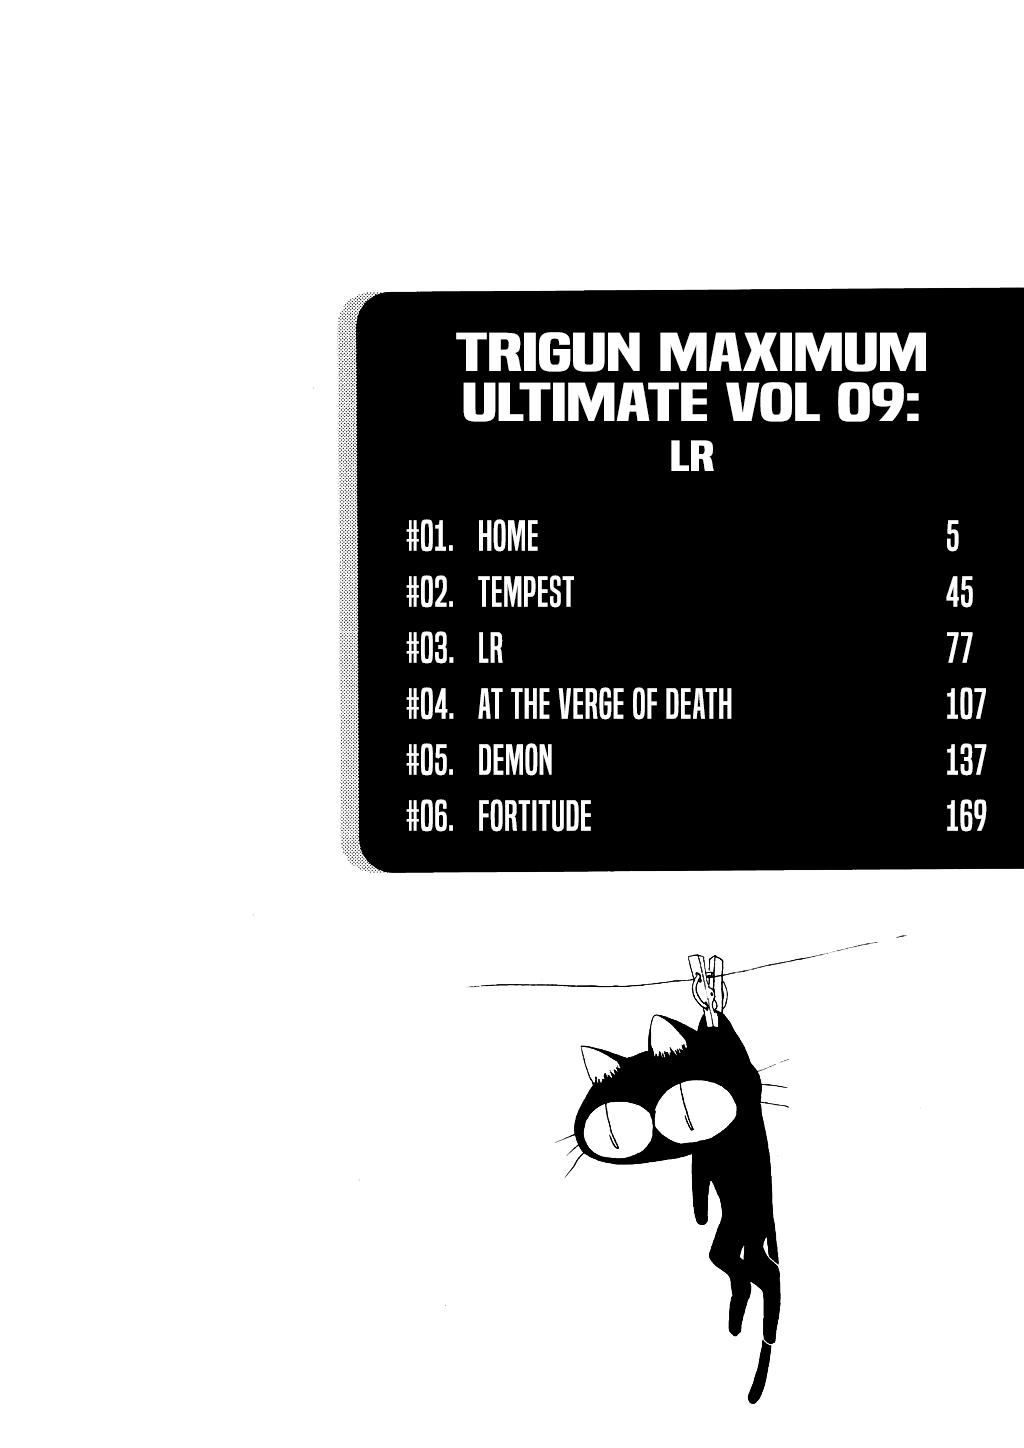 TRIGUN MAXIMUM
ULTIMATE VOL 09:
LR
#01. HOME 5
#02. TEMPEST 45
#03. LR 77
#04. AT THE VERGE OF DEATH 107
#05. DEMON 137
#06. FORTITUDE 169